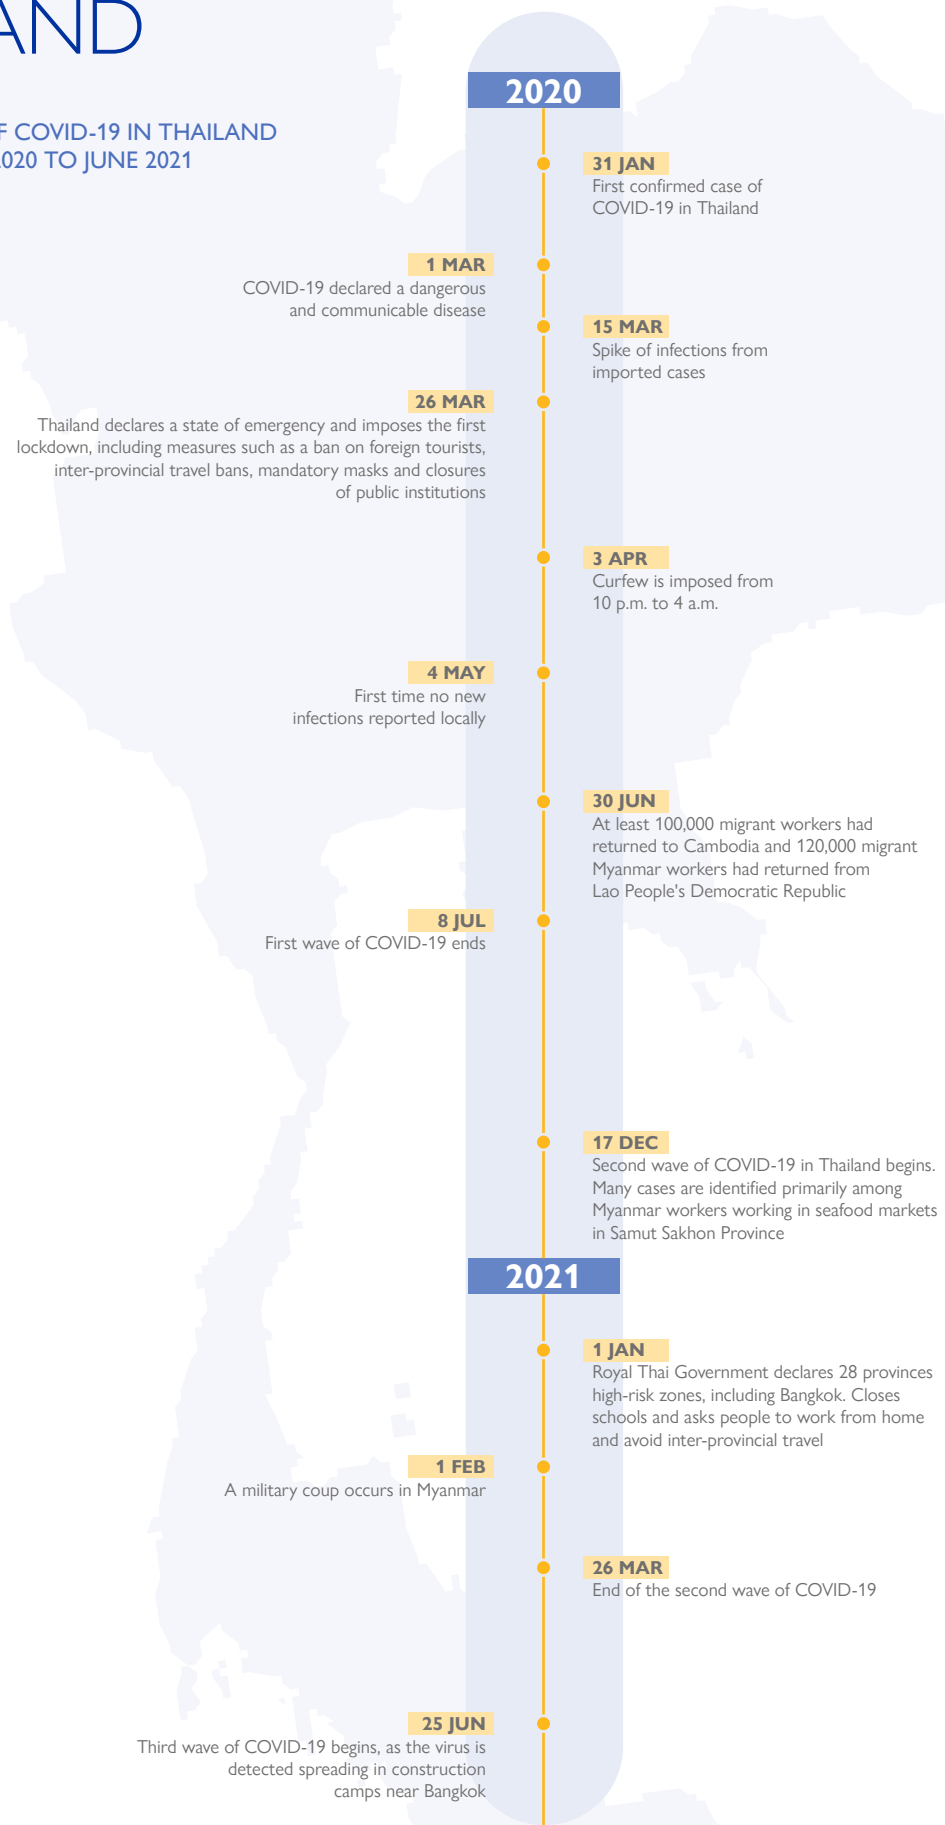 AND
F COVID-19 IN THAILAND
2020 TO JUNE 2021
2020
31 JAN
First confirmed case of
COVID-19 in Thailand
1 MAR
COVID-19 declared a dangerous
and communicable disease
15 MAR
Spike of infections from
imported cases
26 MAR
Thailand declares a state of emergency and imposes the first
lockdown, including measures such as a ban on foreign tourists,
inter-provincial travel bans, mandatory masks and closures
of public institutions
3 APR
Curfew is imposed from
10 p.m. to 4 a.m.
4 MAY
First time no new
infections reported locally
30 JUN
At least 100,000 migrant workers had
returned to Cambodia and 120,000 migrant
Myanmar workers had returned from
Lao People's Democratic Republic
8 JUL
First wave of COVID-19 ends
17 DEC
Second wave of COVID-19 in Thailand begins.
Many cases are identified primarily among
Myanmar workers working in seafood markets
in Samut Sakhon Province
2021
1 JAN
Royal Thai Government declares 28 provinces
high-risk zones, including Bangkok. Closes
schools and asks people to work from home
and avoid inter-provincial travel
1 FEB
A military coup occurs in Myanmar
26 MAR
End of the second wave of COVID-19
25 JUN
Third wave of COVID-19 begins, as the virus is
detected spreading in construction
camps near Bangkok